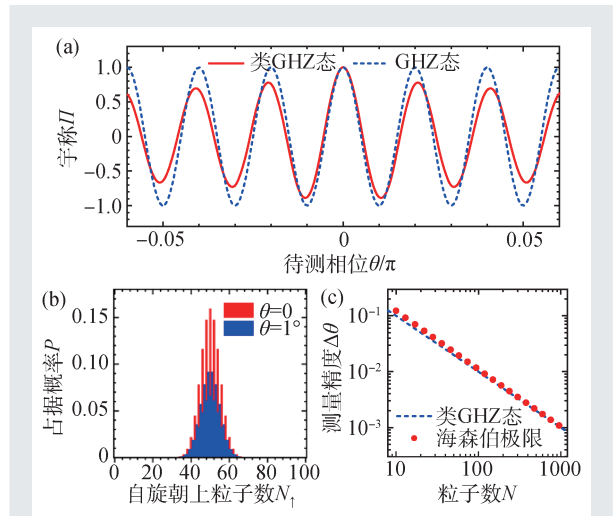 (a)
类GHZ态
GHZ态
宇称Π
1.0
0.5
0
-0.5
-1.0
-0.05
0
0.05
待测相位θ/π
(b)
θ=0
θ=1°
占据概率P
0.15
0.10
0.05
0
0 20 40 60 80 100
自旋朝上粒子数N↑
(c)
测量精度Δθ
10⁻¹
10⁻²
10⁻³
类GHZ态
海森伯极限
10 100 1000
粒子数N